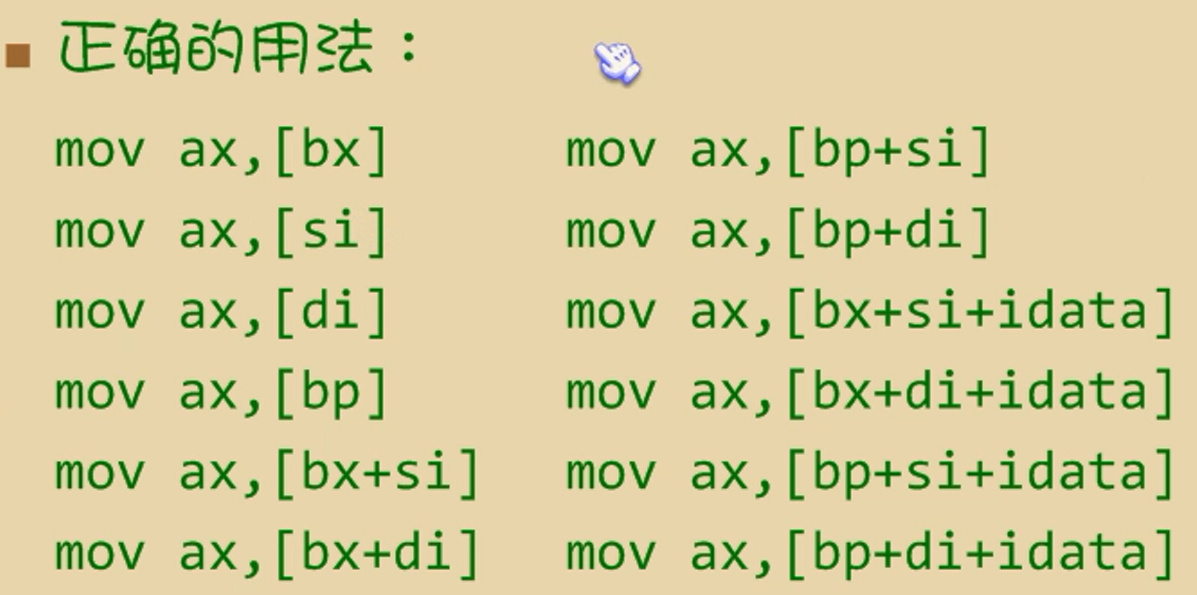 正确的用法：
mov ax,[bx]
mov ax,[si]
mov ax,[di]
mov ax,[bp]
mov ax,[bx+si]
mov ax,[bx+di]
mov ax,[bp+si]
mov ax,[bp+di]
mov ax,[bx+si+idata]
mov ax,[bx+di+idata]
mov ax,[bp+si+idata]
mov ax,[bp+di+idata]